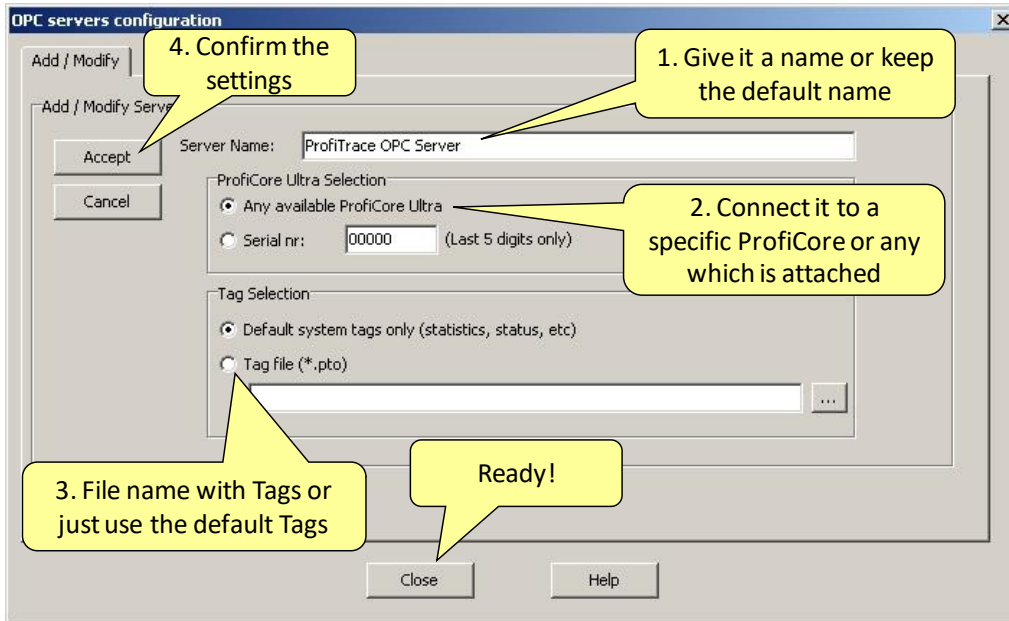 OPC servers configuration
4. Confirm the
settings
Add / Modify
1. Give it a name or keep
the default name
Add / Modify Serve
Accept
Server Name:
ProfiTrace OPC Server
Cancel
ProfiCore Ultra Selection
Any available ProfiCore Ultra
Serial nr:
00000
(Last 5 digits only)
2. Connect it to a
specific ProfiCore or any
which is attached
Tag Selection
Default system tags only (statistics, status, etc)
Tag file (*.pto)
...
3. File name with Tags or
just use the default Tags
Ready!
Close
Help